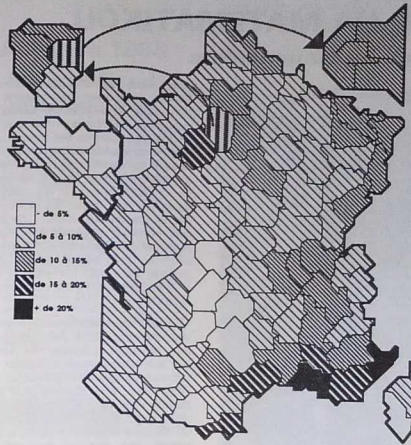 - de 5%
de 5 à 10%
de 10 à 15%
de 15 à 20%
+ de 20%